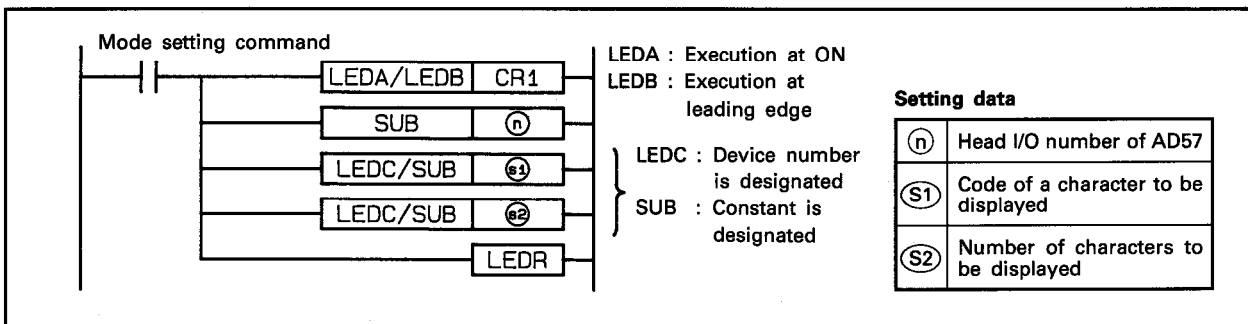 Mode setting command
LEDA/LEDB CR1
SUB n
LEDC/SUB s1
LEDC/SUB s2
LEDR
LEDA : Execution at ON
LEDB : Execution at
leading edge
LEDC : Device number
is designated
SUB : Constant is
designated
Setting data
n Head I/O number of AD57
S1 Code of a character to be
displayed
S2 Number of characters to
be displayed